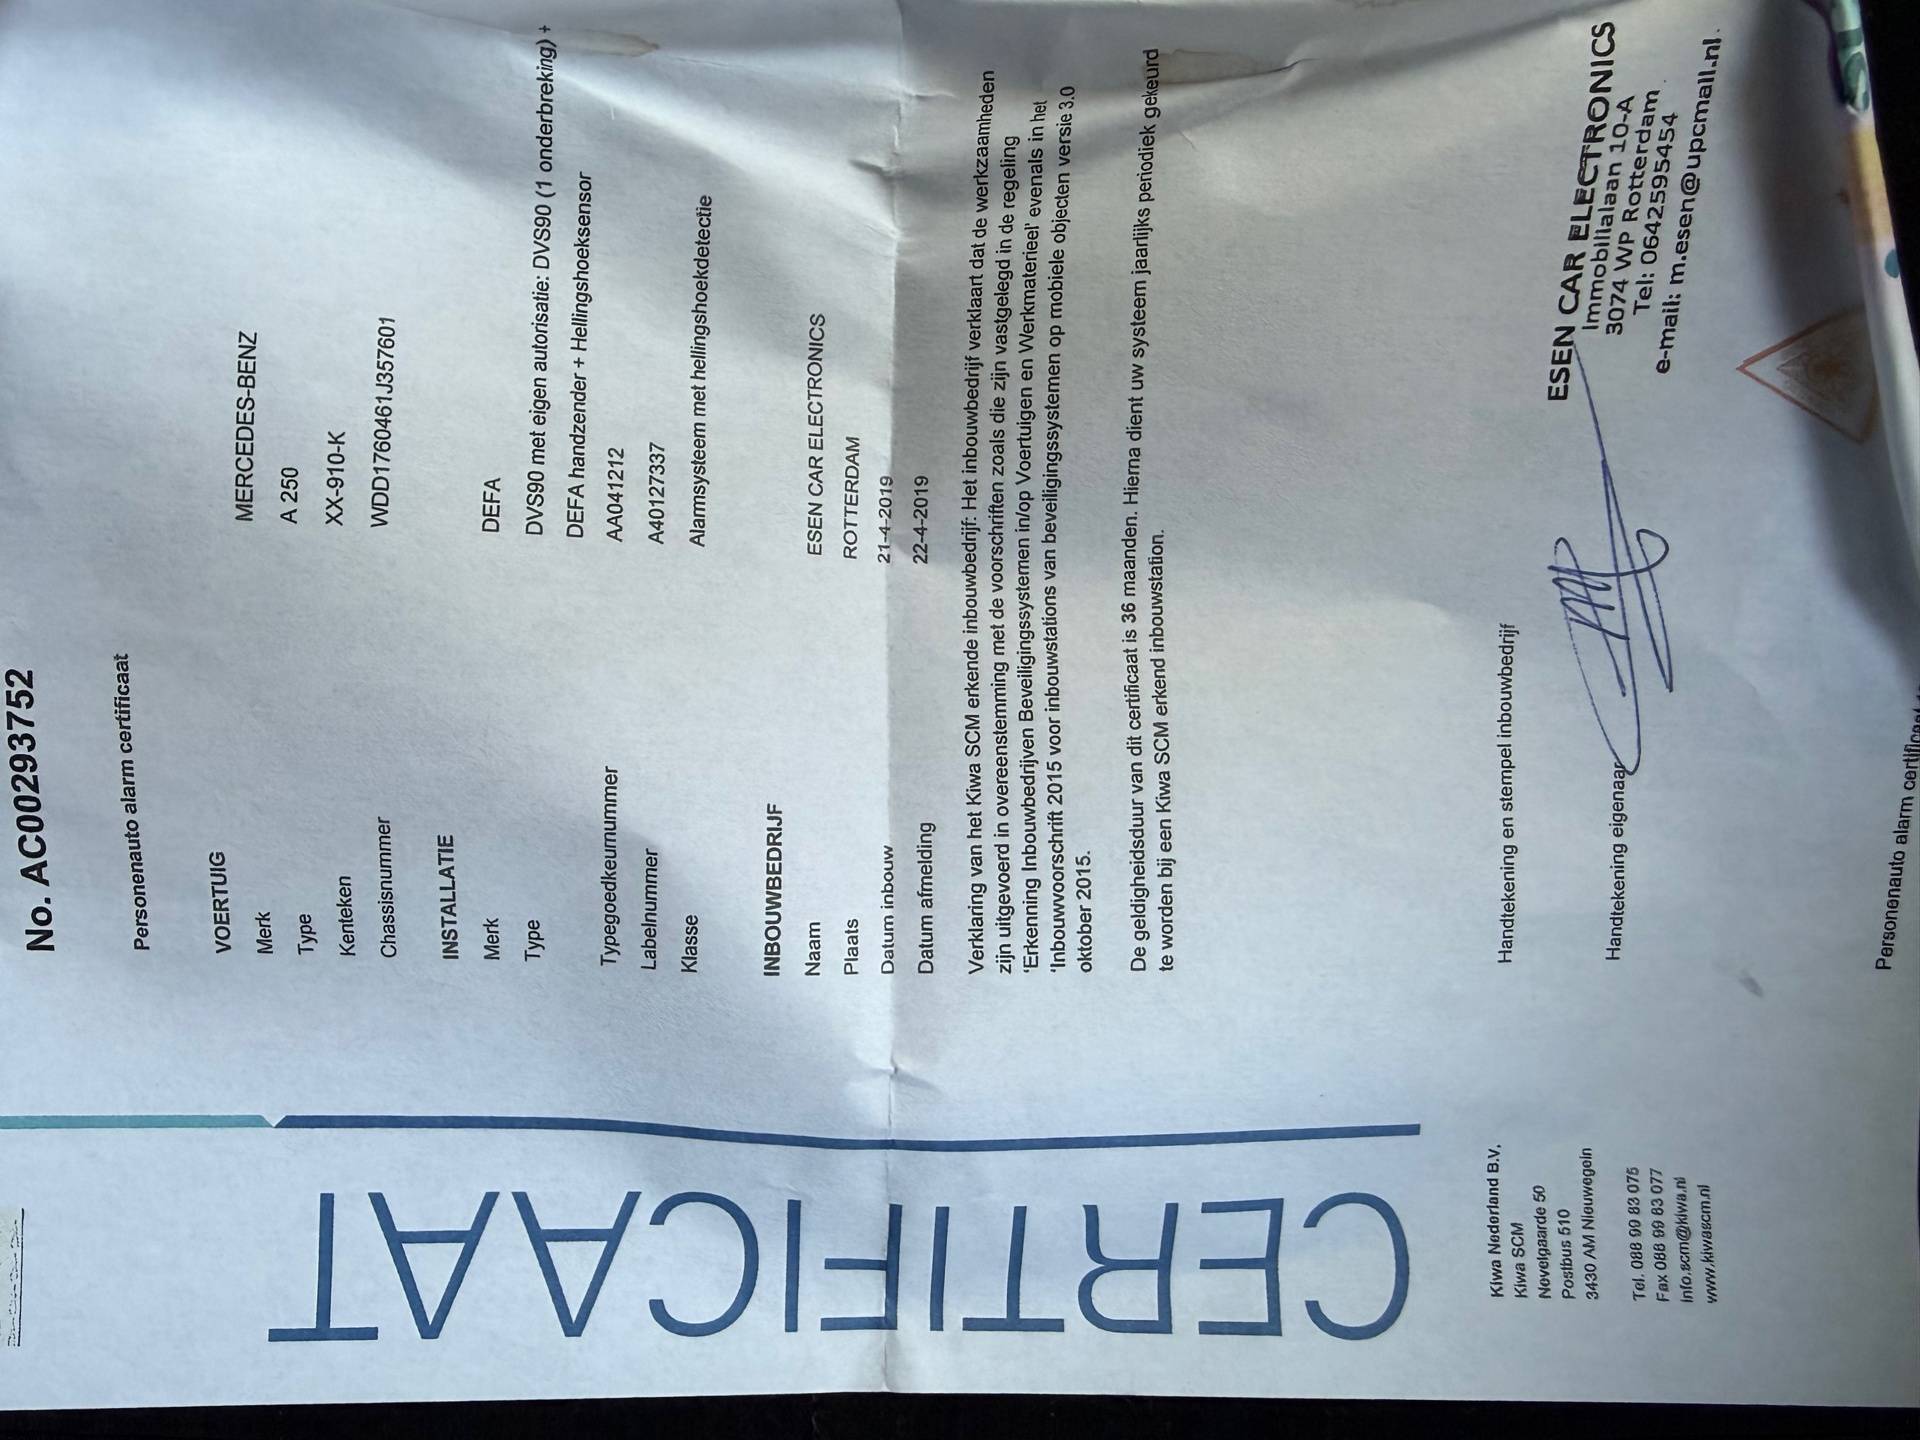 No. AC00293752
Personenauto alarm certificaat
VOERTUIG
Merk MERCEDES-BENZ
Type A 250
Kenteken XX-910-K
Chassisnummer WDD1760461J357601
INSTALLATIE
Merk DEFA
Type DVS90 met eigen autorisatie: DVS90 (1 onderbreking) +
DEFA handzender + Hellingshoeksensor
Typegoedkeurnummer AA041212
Labelnummer A40127337
Klasse Alarmsysteem met hellingshoekdetectie
INBOUWBEDRIJF
Naam ESEN CAR ELECTRONICS
Plaats ROTTERDAM
Datum inbouw 21-4-2019
Datum afmelding 22-4-2019
Verklaring van het Kiwa SCM erkende inbouwbedrijf: Het inbouwbedrijf verklaart dat de werkzaamheden
zijn uitgevoerd in overeenstemming met de voorschriften zoals die zijn vastgelegd in de regeling
'Erkenning Inbouwbedrijven Beveiligingssystemen in/op Voertuigen en Werkmaterieel' evenals in het
'Inbouwvoorschrift 2015 voor inbouwstations van beveiligingssystemen op mobiele objecten versie 3.0
oktober 2015.
De geldigheidsduur van dit certificaat is 36 maanden. Hierna dient uw systeem jaarlijks periodiek gekeurd
te worden bij een Kiwa SCM erkend inbouwstation.
Handtekening en stempel inbouwbedrijf
Handtekening eigenaar
ESEN CAR ELECTRONICS
Immobilialaan 10-A
3074 WP Rotterdam
Tel: 0642595454
e-mail: m.esen@upcmail.nl
CERTIFICAAT
Kiwa Nederland B.V.
Kiwa SCM
Nevelgaarde 50
Postbus 510
3430 AM Nieuwegein
Tel. 088 99 83 075
Fax 088 99 83 077
info.scm@kiwa.nl
www.kiwascm.nl
Personenauto alarm